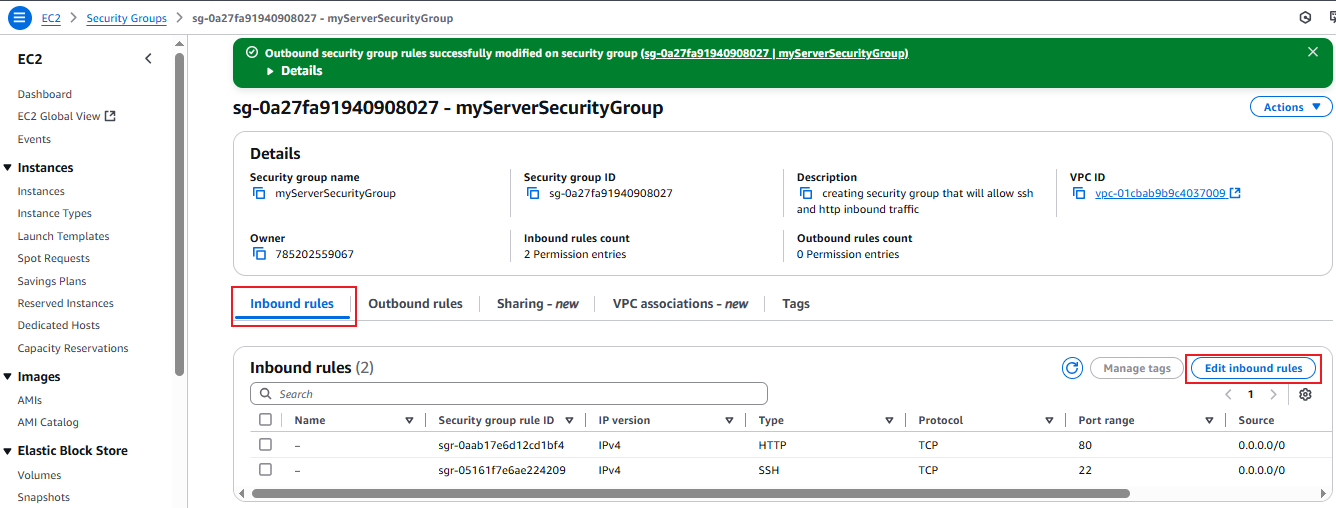 EC2 > Security Groups > sg-0a27fa91940908027 - myServerSecurityGroup
EC2
Dashboard
EC2 Global View
Events
Instances
Instances
Instance Types
Launch Templates
Spot Requests
Savings Plans
Reserved Instances
Dedicated Hosts
Capacity Reservations
Images
AMIs
AMI Catalog
Elastic Block Store
Volumes
Snapshots
Outbound security group rules successfully modified on security group (sg-0a27fa91940908027 | myServerSecurityGroup)
Details
sg-0a27fa91940908027 - myServerSecurityGroup
Actions
Details
Security group name
myServerSecurityGroup
Security group ID
sg-0a27fa91940908027
Description
creating security group that will allow ssh
and http inbound traffic
VPC ID
vpc-01cbab9b9c4037009
Owner
785202559067
Inbound rules count
2 Permission entries
Outbound rules count
0 Permission entries
Inbound rules Outbound rules Sharing - new VPC associations - new Tags
Inbound rules (2)
Manage tags Edit inbound rules
Search
1
Name Security group rule ID IP version Type Protocol Port range Source
– sgr-0aab17e6d12cd1bf4 IPv4 HTTP TCP 80 0.0.0.0/0
– sgr-05161f7e6ae224209 IPv4 SSH TCP 22 0.0.0.0/0